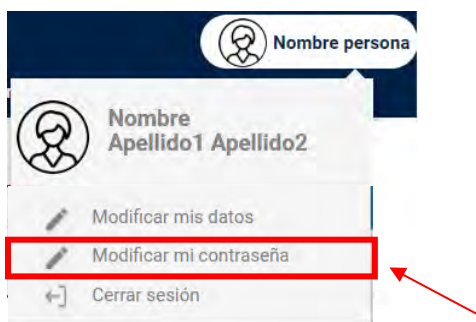 Nombre persona
Nombre
Apellido1 Apellido2
Modificar mis datos
Modificar mi contraseña
Cerrar sesión